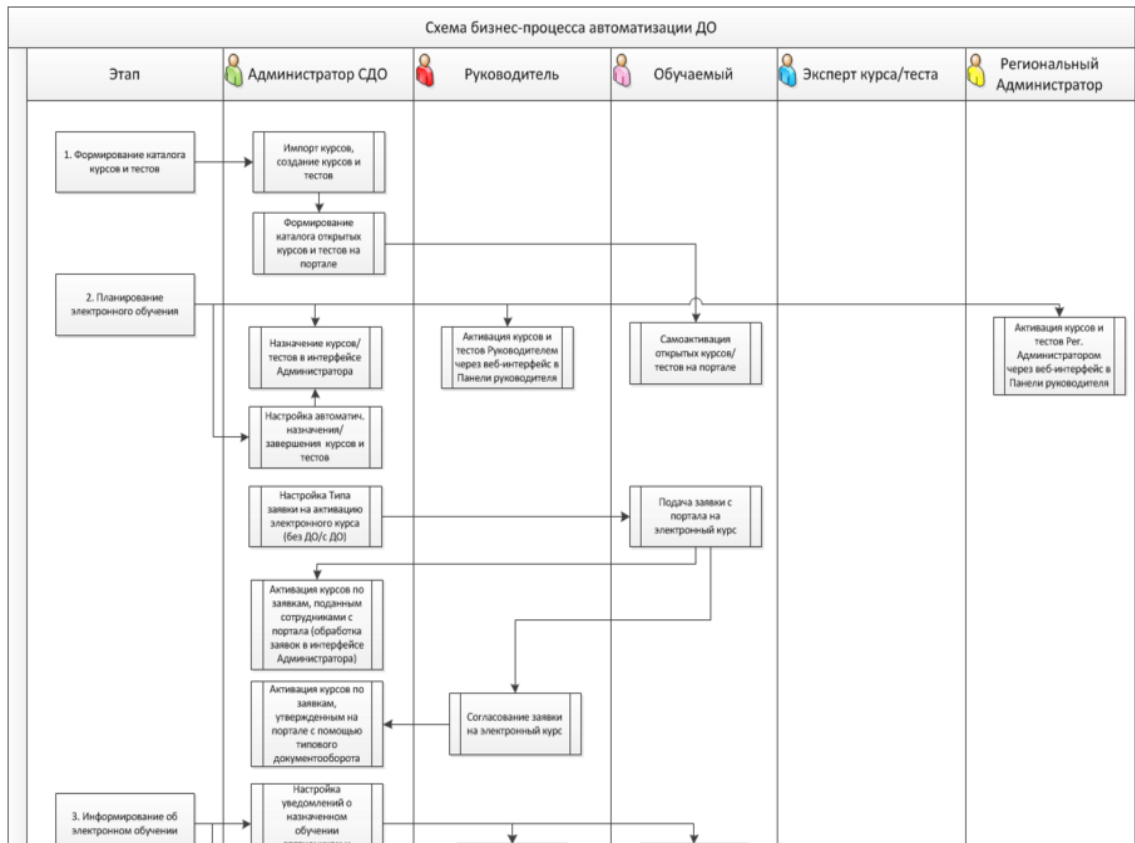 Схема бизнес-процесса автоматизации ДО
Этап
Администратор СДО
Руководитель
Обучаемый
Эксперт курса/теста
Региональный
Администратор
1. Формирование каталога
курсов и тестов
Импорт курсов,
создание курсов и
тестов
Формирование
каталога открытых
курсов и тестов на
портале
2. Планирование
электронного обучения
Назначение курсов/
тестов в интерфейсе
Администратора
Активация курсов и
тестов Руководителем
через веб-интерфейс в
Панели руководителя
Самоактивация
открытых курсов/
тестов на портале
Активация курсов и
тестов Рег.
Администратором
через веб-интерфейс в
Панели руководителя
Настройка автоматич.
назначения/
завершения курсов и
тестов
Настройка Типа
заявки на активацию
электронного курса
(без ДО/с ДО)
Подача заявки с
портала на
электронный курс
Активация курсов по
заявкам, поданным
сотрудниками с
портала (обработка
заявок в интерфейсе
Администратора)
Активация курсов по
заявкам,
утвержденным на
портале с помощью
типового
документооборота
Согласование заявки
на электронный курс
3. Информирование об
электронном обучении
Настройка
уведомлений о
назначенном
обучении